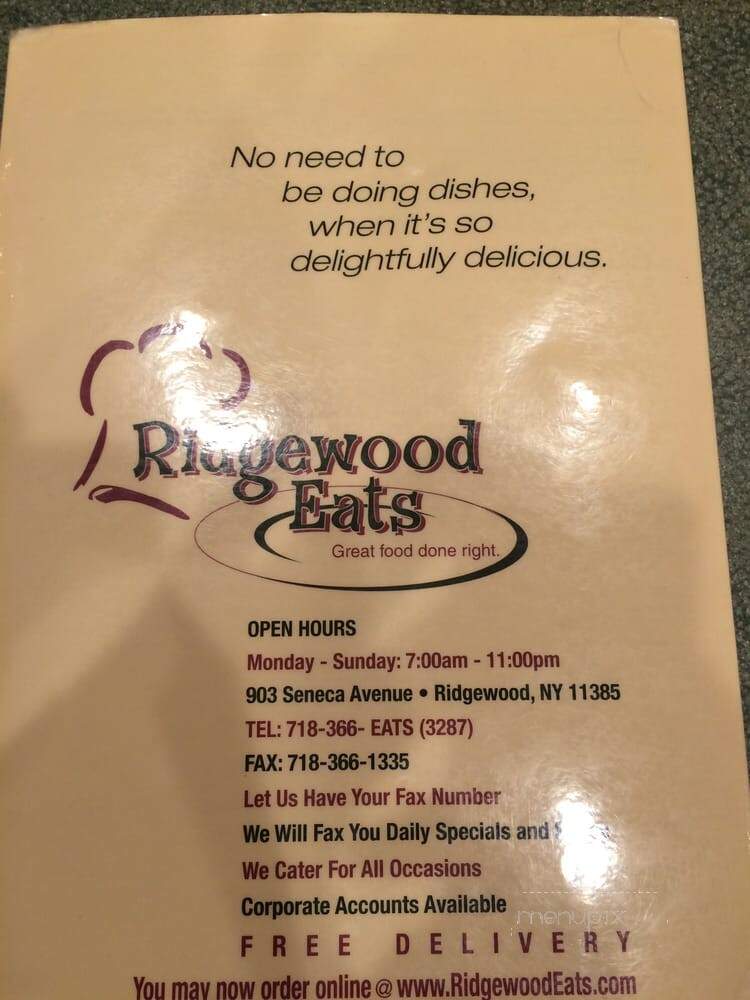 No need to
be doing dishes,
when it's so
delightfully delicious.
Ridgewood
Eats
Great food done right.
OPEN HOURS
Monday - Sunday: 7:00am - 11:00pm
903 Seneca Avenue • Ridgewood, NY 11385
TEL: 718-366- EATS (3287)
FAX: 718-366-1335
Let Us Have Your Fax Number
We Will Fax You Daily Specials and
We Cater For All Occasions
Corporate Accounts Available
menupix
FREE DELIVERY
You may now order online @ www.RidgewoodEats.com